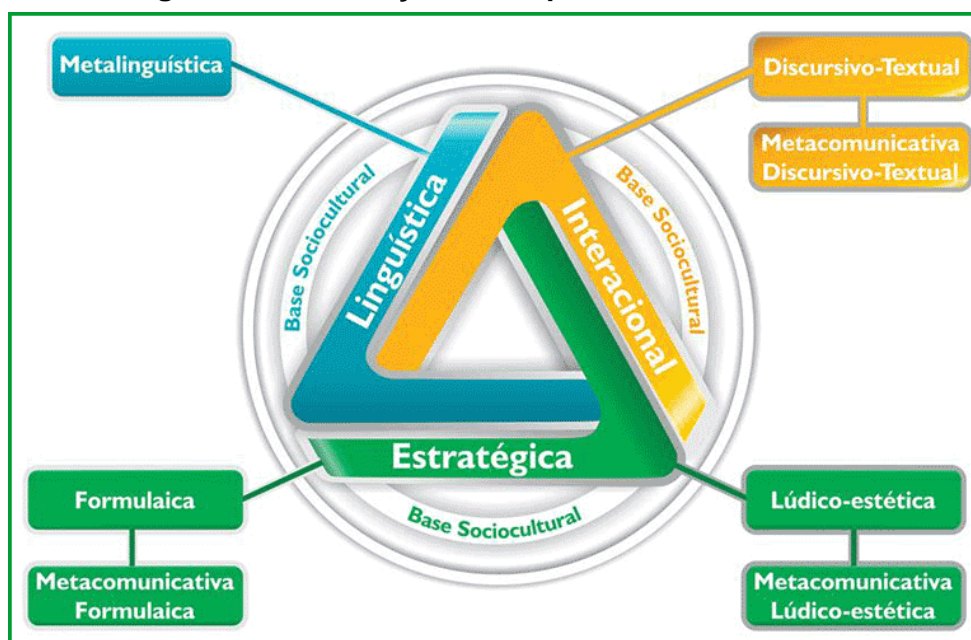 Metalinguística
Discursivo-Textual
Metacomunicativa
Discursivo-Textual
Base Sociocultural
Linguística
Interacional
Base Sociocultural
Estratégica
Base Sociocultural
Formulaica
Metacomunicativa
Formulaica
Lúdico-estética
Metacomunicativa
Lúdico-estética